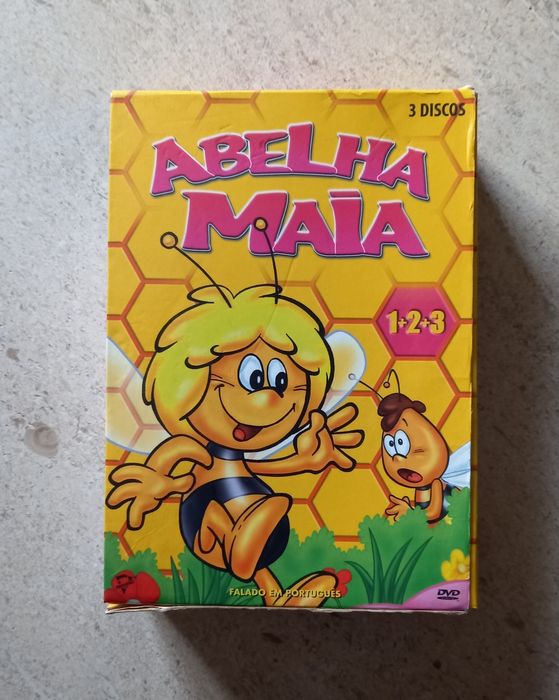 3 DISCOS
ABELHA
MAIA
1+2+3
FALADO EM PORTUGUÊS
DVD